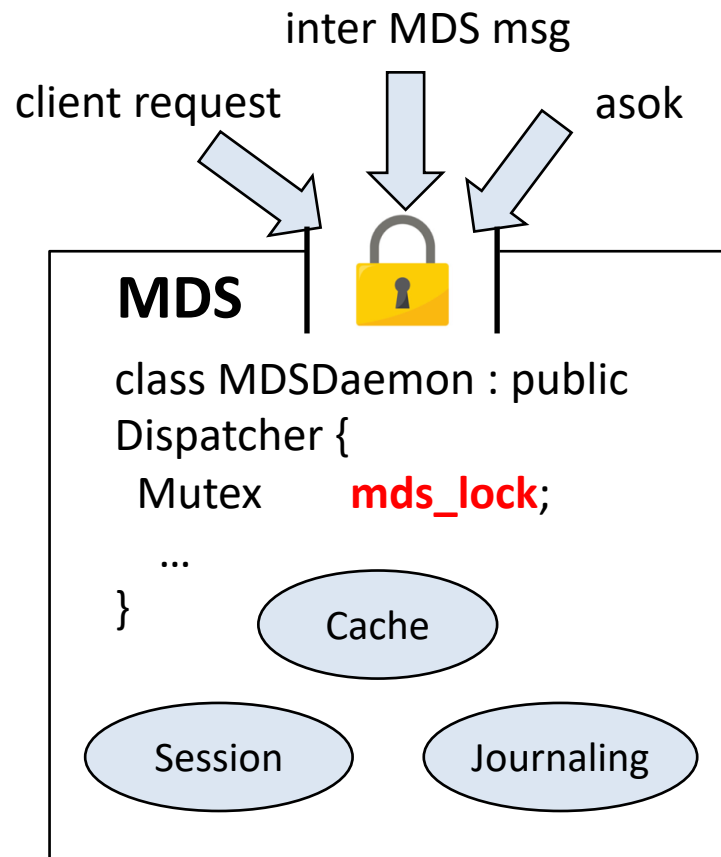 inter MDS msg
client request
asok
MDS
class MDSDaemon : public
Dispatcher {
Mutex mds_lock;
...
}
Cache
Session
Journaling